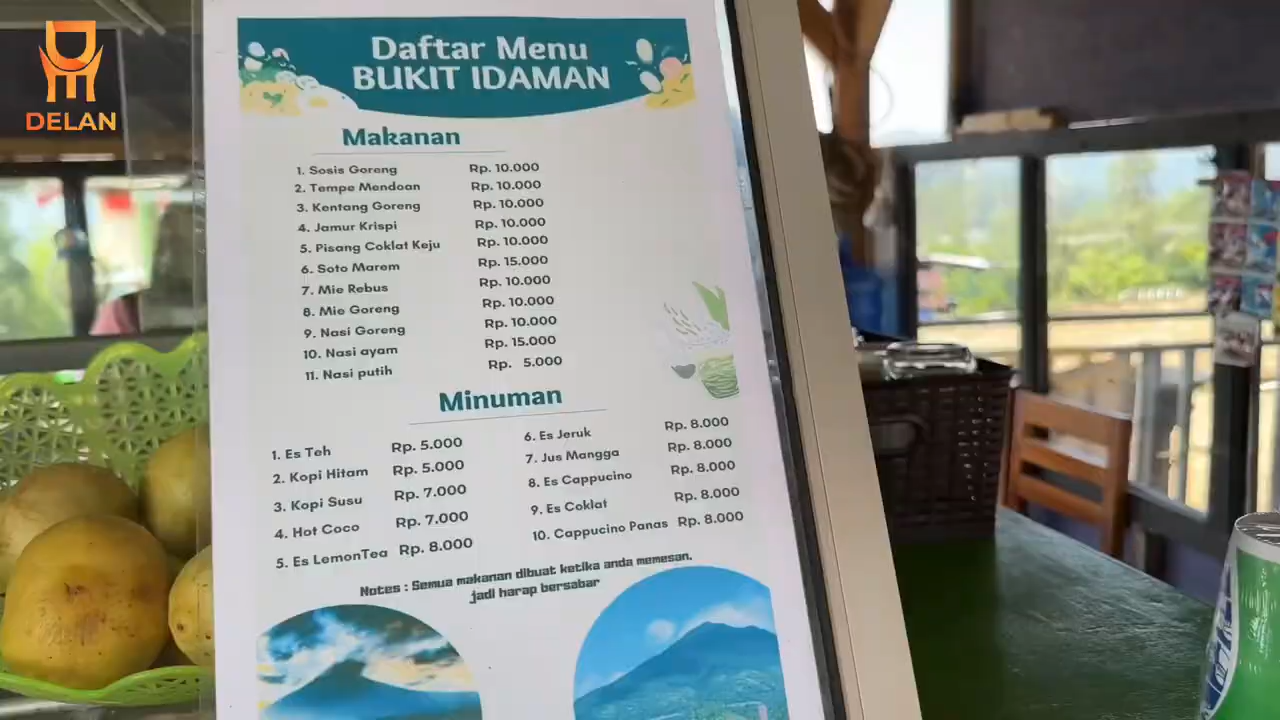 DELAN
Daftar Menu
BUKIT IDAMAN
Makanan
1. Sosis Goreng Rp. 10.000
2. Tempe Mendoan Rp. 10.000
3. Kentang Goreng Rp. 10.000
4. Jamur Krispi Rp. 10.000
5. Pisang Coklat Keju Rp. 10.000
6. Soto Marem Rp. 15.000
7. Mie Rebus Rp. 10.000
8. Mie Goreng Rp. 10.000
9. Nasi Goreng Rp. 10.000
10. Nasi ayam Rp. 15.000
11. Nasi putih Rp. 5.000
Minuman
1. Es Teh Rp. 5.000
2. Kopi Hitam Rp. 5.000
3. Kopi Susu Rp. 7.000
4. Hot Coco Rp. 7.000
5. Es LemonTea Rp. 8.000
6. Es Jeruk Rp. 8.000
7. Jus Mangga Rp. 8.000
8. Es Cappucino Rp. 8.000
9. Es Coklat Rp. 8.000
10. Cappucino Panas Rp. 8.000
Notes : Semua makanan dibuat ketika anda memesan.
jadi harap bersabar